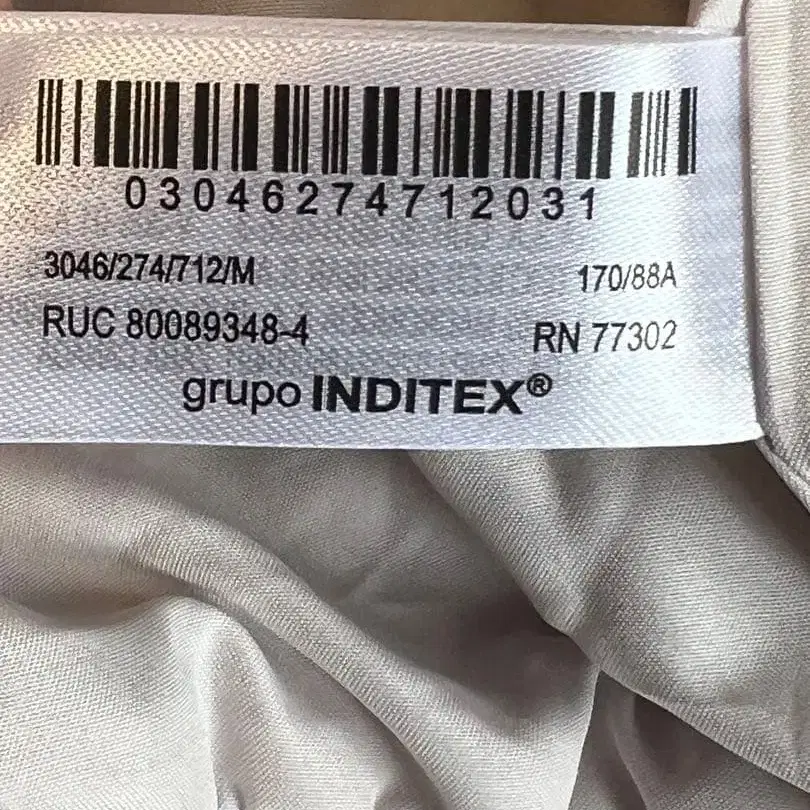 03046274712031
3046/274/712/M 170/88A
RUC 80089348-4 RN 77302
grupo INDITEX®